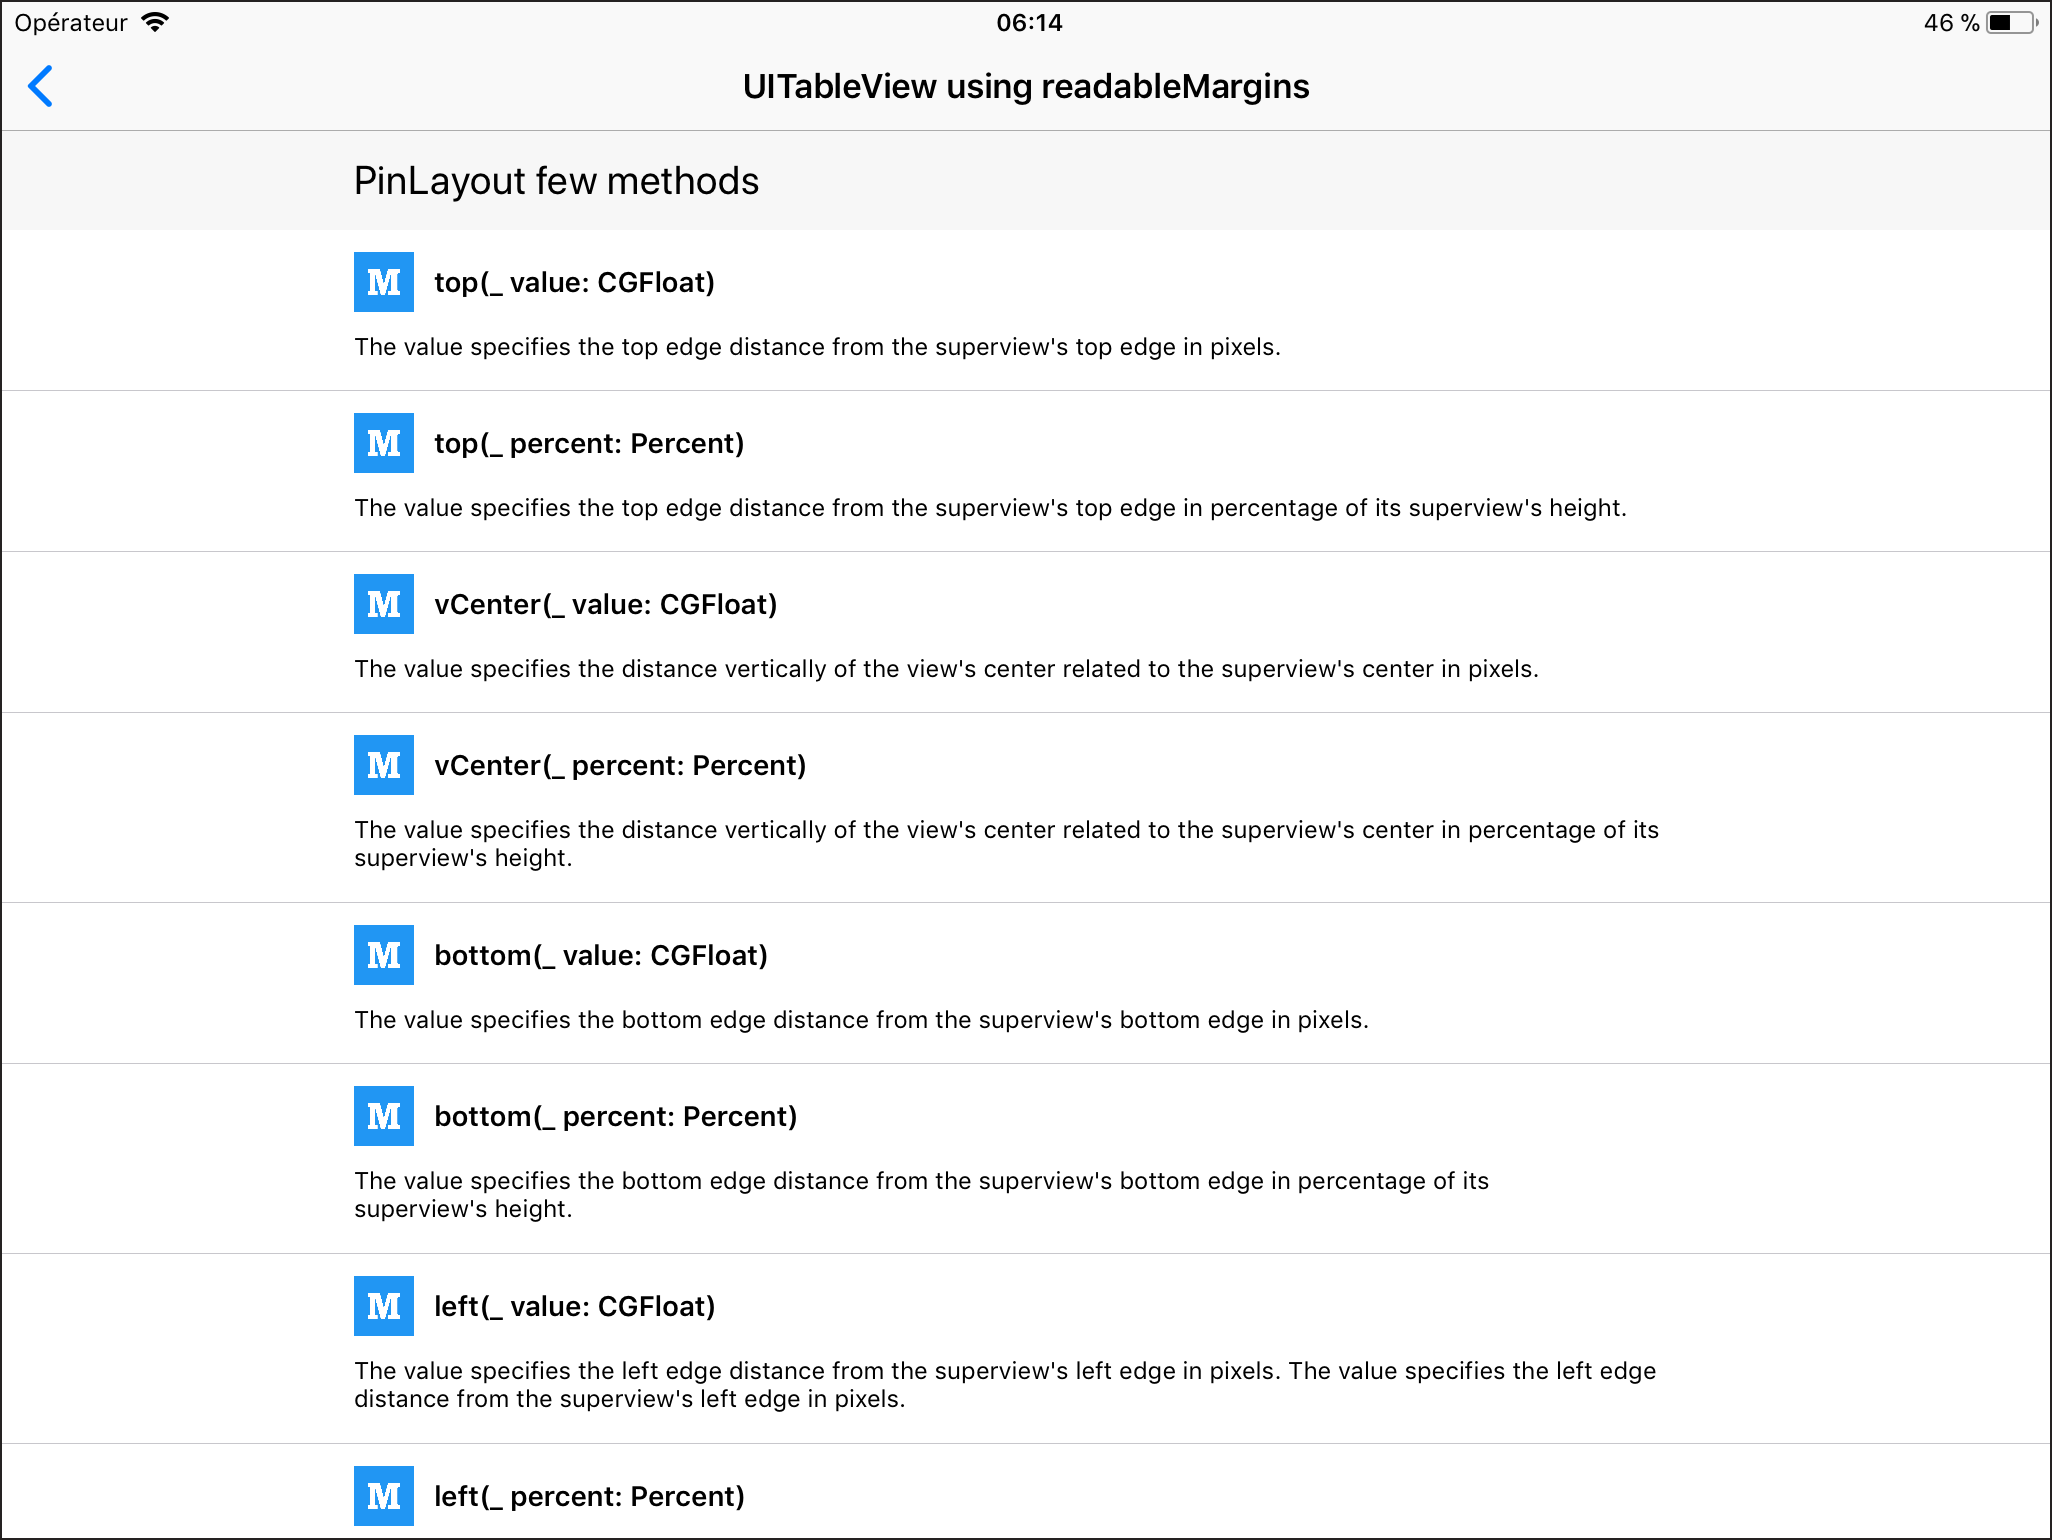 Opérateur 06:14 46 %
UITableView using readableMargins
PinLayout few methods
M top(_ value: CGFloat)
The value specifies the top edge distance from the superview's top edge in pixels.
M top(_ percent: Percent)
The value specifies the top edge distance from the superview's top edge in percentage of its superview's height.
M vCenter(_ value: CGFloat)
The value specifies the distance vertically of the view's center related to the superview's center in pixels.
M vCenter(_ percent: Percent)
The value specifies the distance vertically of the view's center related to the superview's center in percentage of its
superview's height.
M bottom(_ value: CGFloat)
The value specifies the bottom edge distance from the superview's bottom edge in pixels.
M bottom(_ percent: Percent)
The value specifies the bottom edge distance from the superview's bottom edge in percentage of its
superview's height.
M left(_ value: CGFloat)
The value specifies the left edge distance from the superview's left edge in pixels. The value specifies the left edge
distance from the superview's left edge in pixels.
M left(_ percent: Percent)